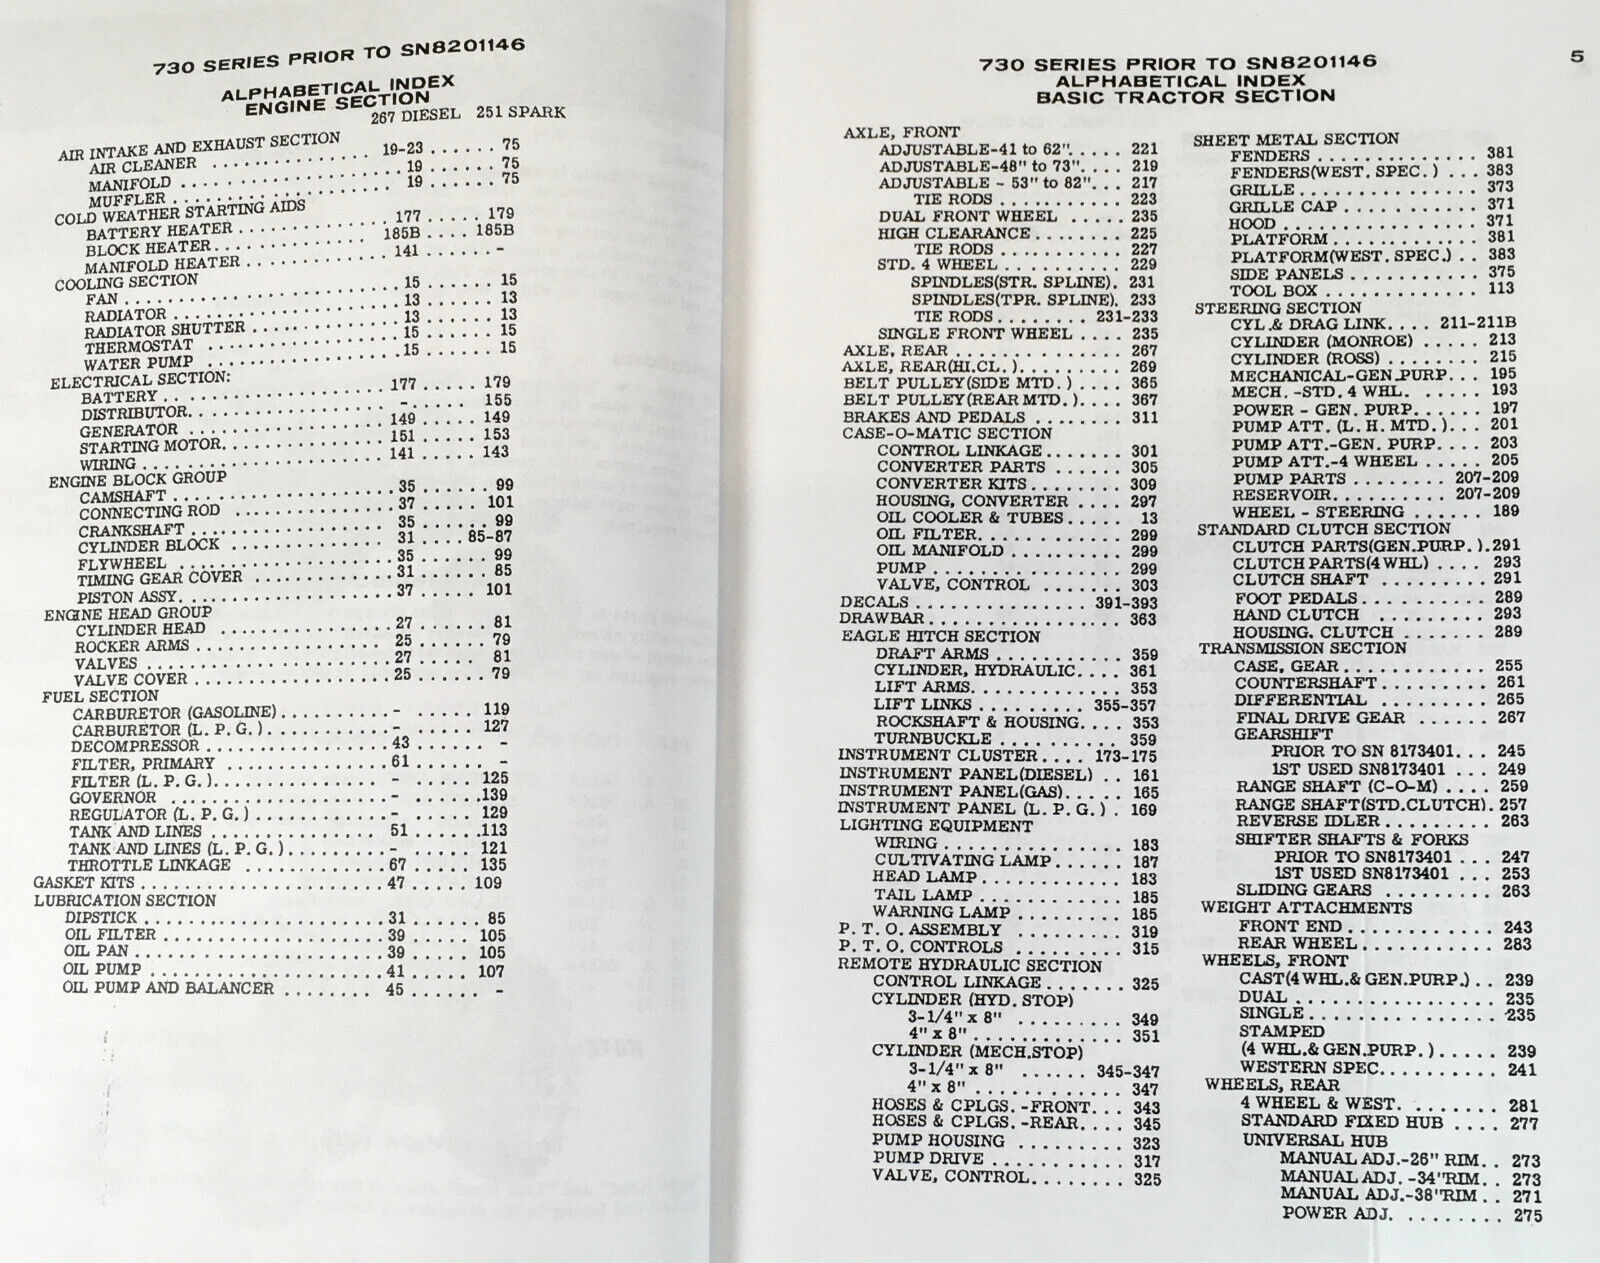 730 SERIES PRIOR TO SN8201146
ALPHABETICAL INDEX
ENGINE SECTION
267 DIESEL 251 SPARK
AIR INTAKE AND EXHAUST SECTION
AIR CLEANER . . . . . . . . . . . . . 19-23 . . . . . . 75
MANIFOLD . . . . . . . . . . . . . . . 19 . . . . . . 75
MUFFLER . . . . . . . . . . . . . . . 19 . . . . . . 75
COLD WEATHER STARTING AIDS
BATTERY HEATER . . . . . . . . . . 177 . . . . . 179
BLOCK HEATER . . . . . . . . . . . 185B . . . . 185B
MANIFOLD HEATER . . . . . . . . . 141 . . . . . -
COOLING SECTION
FAN . . . . . . . . . . . . . . . . . 15 . . . . . 15
RADIATOR . . . . . . . . . . . . . . 13 . . . . . 13
RADIATOR SHUTTER . . . . . . . . . 13 . . . . . 13
THERMOSTAT . . . . . . . . . . . . 15 . . . . . 15
WATER PUMP . . . . . . . . . . . . 15 . . . . . 15
ELECTRICAL SECTION:
BATTERY . . . . . . . . . . . . . . 177 . . . . . 179
DISTRIBUTOR . . . . . . . . . . . . - . . . . . 155
GENERATOR . . . . . . . . . . . . 149 . . . . . 149
STARTING MOTOR . . . . . . . . . . 151 . . . . . 153
WIRING . . . . . . . . . . . . . . . 141 . . . . . 143
ENGINE BLOCK GROUP
CAMSHAFT . . . . . . . . . . . . . 35 . . . . . . 99
CONNECTING ROD . . . . . . . . . . 37 . . . . . 101
CRANKSHAFT . . . . . . . . . . . . 35 . . . . . . 99
CYLINDER BLOCK . . . . . . . . . . 31 . . . . 85-87
FLYWHEEL . . . . . . . . . . . . . 35 . . . . . . 99
TIMING GEAR COVER . . . . . . . . 31 . . . . . . 85
PISTON ASSY. . . . . . . . . . . . . 37 . . . . . 101
ENGINE HEAD GROUP
CYLINDER HEAD . . . . . . . . . . 27 . . . . . . 81
ROCKER ARMS . . . . . . . . . . . 25 . . . . . . 79
VALVES . . . . . . . . . . . . . . . 27 . . . . . . 81
VALVE COVER . . . . . . . . . . . . 25 . . . . . . 79
FUEL SECTION
CARBURETOR (GASOLINE) . . . . . . . - . . . . . 119
CARBURETOR (L. P. G.) . . . . . . . . - . . . . . 127
DECOMPRESSOR . . . . . . . . . . . 43 . . . . . . -
FILTER, PRIMARY . . . . . . . . . . 61 . . . . . . -
FILTER (L. P. G.) . . . . . . . . . . . - . . . . . 125
GOVERNOR . . . . . . . . . . . . . - . . . . . .139
REGULATOR (L. P. G.) . . . . . . . . . - . . . . . 129
TANK AND LINES . . . . . . . . . . 51 . . . . . .113
TANK AND LINES (L. P. G.) . . . . . . - . . . . . 121
THROTTLE LINKAGE . . . . . . . . . 67 . . . . . 135
GASKET KITS . . . . . . . . . . . . . . 47 . . . . . 109
LUBRICATION SECTION
DIPSTICK . . . . . . . . . . . . . . 31 . . . . . . 85
OIL FILTER . . . . . . . . . . . . . 39 . . . . . 105
OIL PAN . . . . . . . . . . . . . . 39 . . . . . 105
OIL PUMP . . . . . . . . . . . . . 41 . . . . . 107
OIL PUMP AND BALANCER . . . . . . . 45 . . . . . . -
730 SERIES PRIOR TO SN8201146
ALPHABETICAL INDEX
BASIC TRACTOR SECTION
5
AXLE, FRONT
ADJUSTABLE-41 to 62". . . . . 221
ADJUSTABLE-48" to 73". . . . 219
ADJUSTABLE - 53" to 82". . . 217
TIE RODS . . . . . . . . . . . 223
DUAL FRONT WHEEL . . . . . 235
HIGH CLEARANCE . . . . . . . . 225
TIE RODS . . . . . . . . . . . 227
STD. 4 WHEEL . . . . . . . . . . 229
SPINDLES(STR. SPLINE). 231
SPINDLES(TPR. SPLINE). 233
TIE RODS . . . . . . . . 231-233
SINGLE FRONT WHEEL . . . . 235
AXLE, REAR . . . . . . . . . . . . . 267
AXLE, REAR(HI.CL.) . . . . . . . . 269
BELT PULLEY(SIDE MTD.) . . . . . 365
BELT PULLEY(REAR MTD.). . . . . 367
BRAKES AND PEDALS . . . . . . . . 311
CASE-O-MATIC SECTION
CONTROL LINKAGE . . . . . . . 301
CONVERTER PARTS . . . . . . . 305
CONVERTER KITS . . . . . . . . 309
HOUSING, CONVERTER . . . . . 297
OIL COOLER & TUBES . . . . . 13
OIL FILTER . . . . . . . . . . . 299
OIL MANIFOLD . . . . . . . . . 299
PUMP . . . . . . . . . . . . . . 299
VALVE, CONTROL . . . . . . . . 303
DECALS . . . . . . . . . . . . 391-393
DRAWBAR . . . . . . . . . . . . . . 363
EAGLE HITCH SECTION
DRAFT ARMS . . . . . . . . . . 359
CYLINDER, HYDRAULIC . . . . . 361
LIFT ARMS . . . . . . . . . . . . 353
LIFT LINKS . . . . . . . . . 355-357
ROCKSHAFT & HOUSING . . . . 353
TURNBUCKLE . . . . . . . . . . 359
INSTRUMENT CLUSTER . . . . 173-175
INSTRUMENT PANEL(DIESEL) . . 161
INSTRUMENT PANEL(GAS) . . . . . 165
INSTRUMENT PANEL (L. P. G.) . 169
LIGHTING EQUIPMENT
WIRING . . . . . . . . . . . . . . 183
CULTIVATING LAMP . . . . . . . 187
HEAD LAMP . . . . . . . . . . . 183
TAIL LAMP . . . . . . . . . . . 185
WARNING LAMP . . . . . . . . . 185
P. T. O. ASSEMBLY . . . . . . . . . 319
P. T. O. CONTROLS . . . . . . . . . 315
REMOTE HYDRAULIC SECTION
CONTROL LINKAGE . . . . . . . 325
CYLINDER (HYD. STOP)
3-1/4" x 8" . . . . . . . . . 349
4" x 8" . . . . . . . . . . . . 351
CYLINDER (MECH.STOP)
3-1/4" x 8" . . . . . . 345-347
4" x 8" . . . . . . . . . . . . 347
HOSES & CPLGS. -FRONT . . . 343
HOSES & CPLGS. -REAR . . . . 345
PUMP HOUSING . . . . . . . . . 323
PUMP DRIVE . . . . . . . . . . . 317
VALVE, CONTROL . . . . . . . . 325
SHEET METAL SECTION
FENDERS . . . . . . . . . . . . . 381
FENDERS(WEST. SPEC.) . . . 383
GRILLE . . . . . . . . . . . . . . 373
GRILLE CAP . . . . . . . . . . . 371
HOOD . . . . . . . . . . . . . . . 371
PLATFORM . . . . . . . . . . . . 381
PLATFORM(WEST. SPEC.) . . 383
SIDE PANELS . . . . . . . . . . . 375
TOOL BOX . . . . . . . . . . . . . 113
STEERING SECTION
CYL.& DRAG LINK. . . . 211-211B
CYLINDER (MONROE) . . . . . 213
CYLINDER (ROSS) . . . . . . . . 215
MECHANICAL-GEN.PURP. . . 195
MECH. -STD. 4 WHL. . . . . . 193
POWER - GEN. PURP. . . . . . 197
PUMP ATT. (L. H. MTD.). . . 201
PUMP ATT.-GEN. PURP. . . . 203
PUMP ATT.-4 WHEEL . . . . . 205
PUMP PARTS . . . . . . . . 207-209
RESERVOIR . . . . . . . . . 207-209
WHEEL - STEERING . . . . . . 189
STANDARD CLUTCH SECTION
CLUTCH PARTS(GEN.PURP.).291
CLUTCH PARTS(4 WHL) . . . . 293
CLUTCH SHAFT . . . . . . . . . 291
FOOT PEDALS . . . . . . . . . . 289
HAND CLUTCH . . . . . . . . . . 293
HOUSING. CLUTCH . . . . . . . 289
TRANSMISSION SECTION
CASE, GEAR . . . . . . . . . . . 255
COUNTERSHAFT . . . . . . . . . 261
DIFFERENTIAL . . . . . . . . . 265
FINAL DRIVE GEAR . . . . . . 267
GEARSHIFT
PRIOR TO SN 8173401 . . . 245
1ST USED SN8173401 . . . 249
RANGE SHAFT (C-O-M) . . . . 259
RANGE SHAFT(STD.CLUTCH). 257
REVERSE IDLER . . . . . . . . . 263
SHIFTER SHAFTS & FORKS
PRIOR TO SN8173401 . . . 247
1ST USED SN8173401 . . . 253
SLIDING GEARS . . . . . . . . . 263
WEIGHT ATTACHMENTS
FRONT END . . . . . . . . . . . . 243
REAR WHEEL . . . . . . . . . . . 283
WHEELS, FRONT
CAST(4 WHL.& GEN.PURP.) . . 239
DUAL . . . . . . . . . . . . . . . 235
SINGLE . . . . . . . . . . . . . . .235
STAMPED
(4 WHL.& GEN.PURP.) . . . . . 239
WESTERN SPEC. . . . . . . . . . 241
WHEELS, REAR
4 WHEEL & WEST. . . . . . . . 281
STANDARD FIXED HUB . . . . 277
UNIVERSAL HUB
MANUAL ADJ.-26" RIM . . 273
MANUAL ADJ. -34"RIM. . . 273
MANUAL ADJ.-38"RIM . . 271
POWER ADJ. . . . . . . . . 275